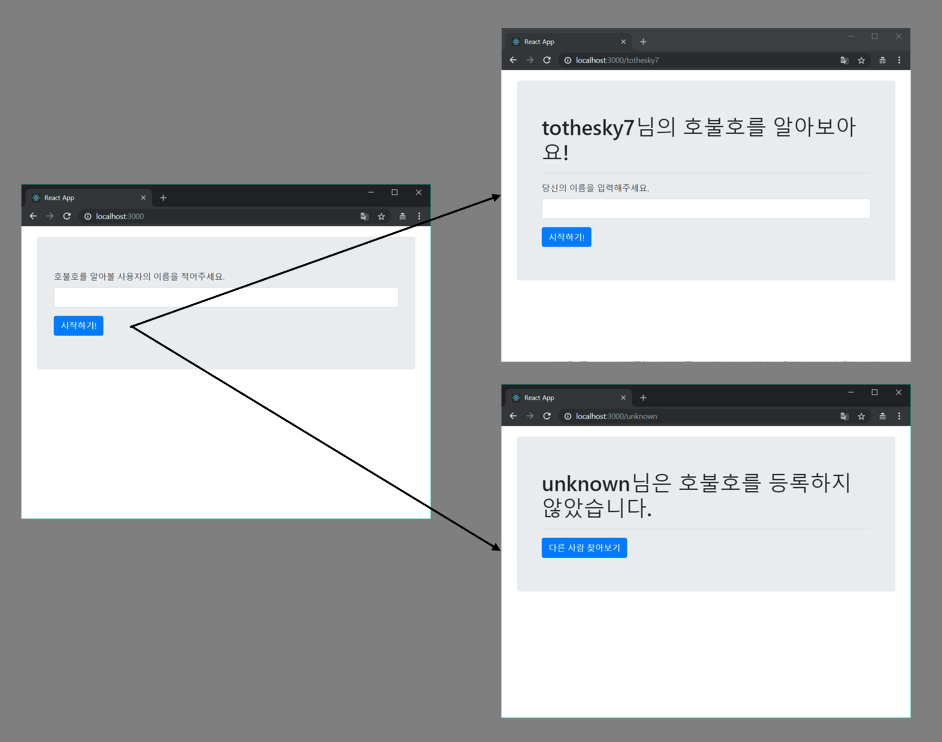 React App
localhost:3000
호불호를 알아볼 사용자의 이름을 적어주세요.
시작하기!
React App
localhost:3000/tothesky7
tothesky7님의 호불호를 알아보아
요!
당신의 이름을 입력해주세요.
시작하기!
React App
localhost:3000/unknown
unknown님은 호불호를 등록하지
않았습니다.
다른 사람 찾아보기